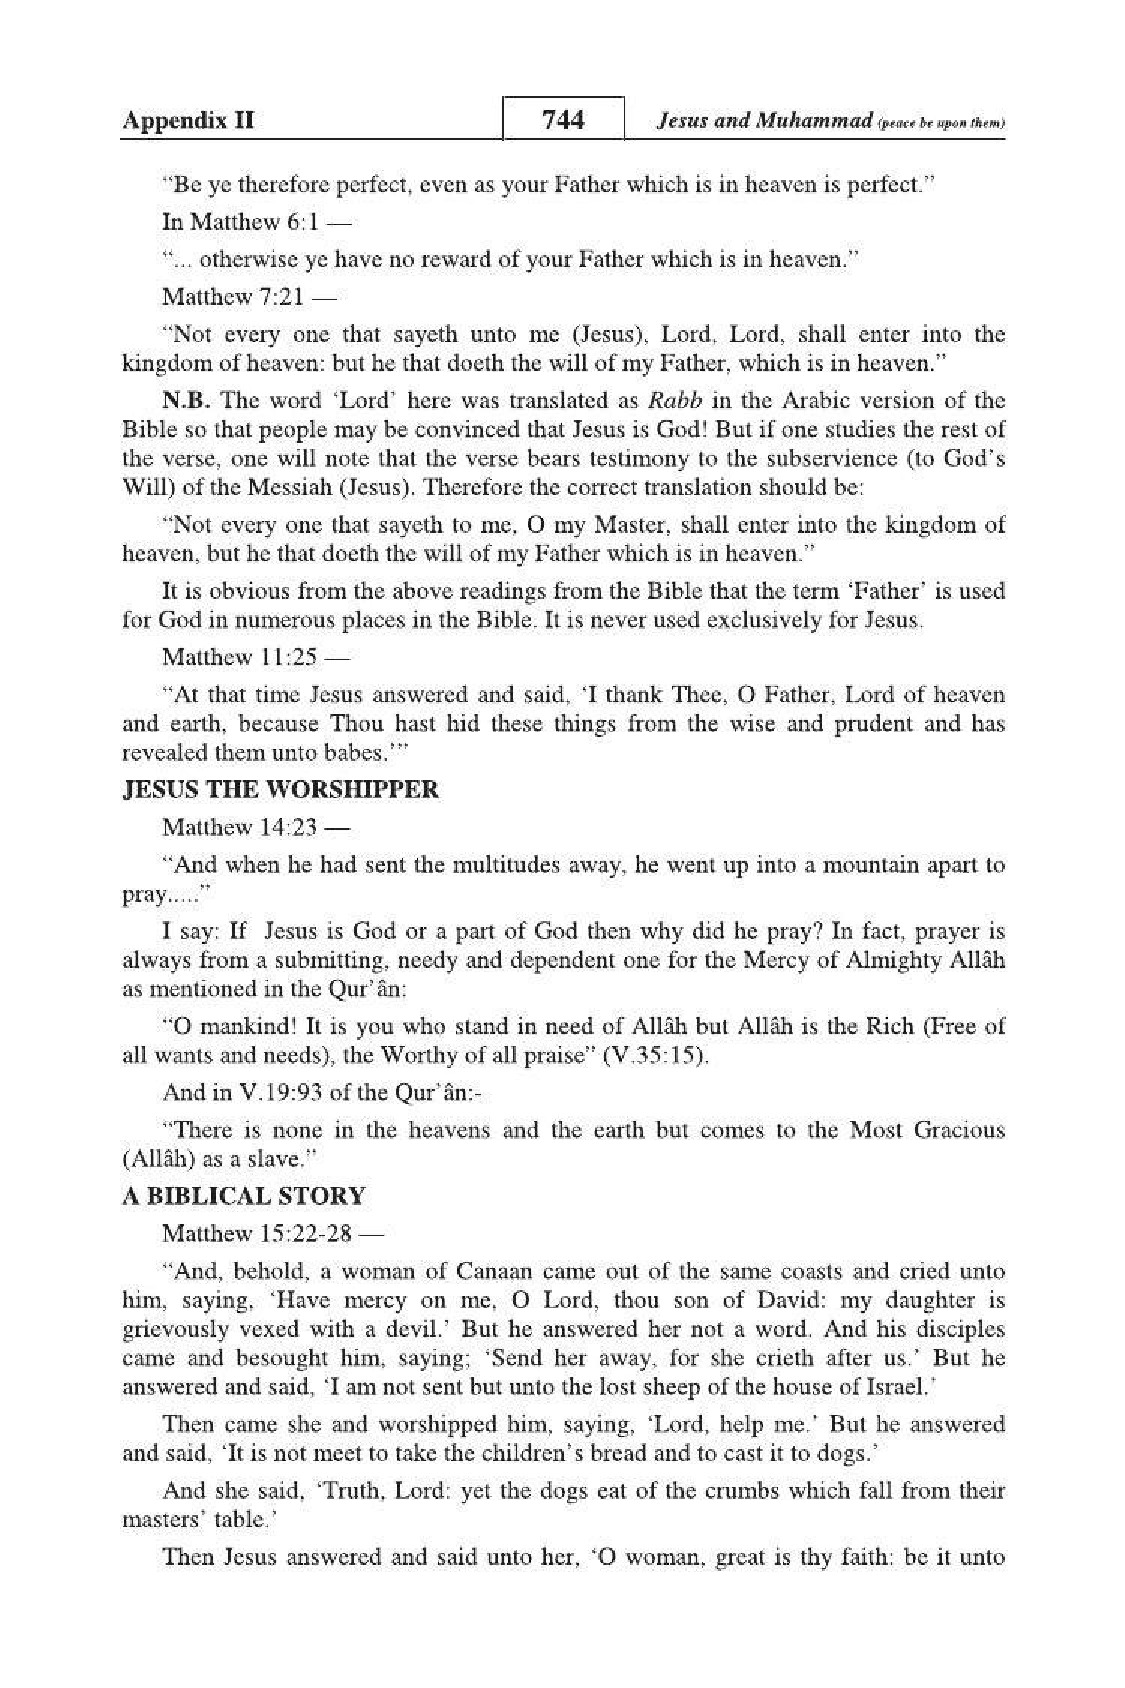 Appendix II 744 Jesus and Muhammad (peace be upon them)
“Be ye therefore perfect, even as your Father which is in heaven is perfect.”
In Matthew 6:1 —
“... otherwise ye have no reward of your Father which is in heaven.”
Matthew 7:21 —
“Not every one that sayeth unto me (Jesus), Lord, Lord, shall enter into the
kingdom of heaven: but he that doeth the will of my Father, which is in heaven.”
N.B. The word ‘Lord’ here was translated as Rabb in the Arabic version of the
Bible so that people may be convinced that Jesus is God! But if one studies the rest of
the verse, one will note that the verse bears testimony to the subservience (to God’s
Will) of the Messiah (Jesus). Therefore the correct translation should be:
“Not every one that sayeth to me, O my Master, shall enter into the kingdom of
heaven, but he that doeth the will of my Father which is in heaven.”
It is obvious from the above readings from the Bible that the term ‘Father’ is used
for God in numerous places in the Bible. It is never used exclusively for Jesus.
Matthew 11:25 —
“At that time Jesus answered and said, ‘I thank Thee, O Father, Lord of heaven
and earth, because Thou hast hid these things from the wise and prudent and has
revealed them unto babes.’”
JESUS THE WORSHIPPER
Matthew 14:23 —
“And when he had sent the multitudes away, he went up into a mountain apart to
pray.....”
I say: If Jesus is God or a part of God then why did he pray? In fact, prayer is
always from a submitting, needy and dependent one for the Mercy of Almighty Allâh
as mentioned in the Qur’ân:
“O mankind! It is you who stand in need of Allâh but Allâh is the Rich (Free of
all wants and needs), the Worthy of all praise” (V.35:15).
And in V.19:93 of the Qur’ân:-
“There is none in the heavens and the earth but comes to the Most Gracious
(Allâh) as a slave.”
A BIBLICAL STORY
Matthew 15:22-28 —
“And, behold, a woman of Canaan came out of the same coasts and cried unto
him, saying, ‘Have mercy on me, O Lord, thou son of David: my daughter is
grievously vexed with a devil.’ But he answered her not a word. And his disciples
came and besought him, saying; ‘Send her away, for she crieth after us.’ But he
answered and said, ‘I am not sent but unto the lost sheep of the house of Israel.’
Then came she and worshipped him, saying, ‘Lord, help me.’ But he answered
and said, ‘It is not meet to take the children’s bread and to cast it to dogs.’
And she said, ‘Truth, Lord: yet the dogs eat of the crumbs which fall from their
masters’ table.’
Then Jesus answered and said unto her, ‘O woman, great is thy faith: be it unto